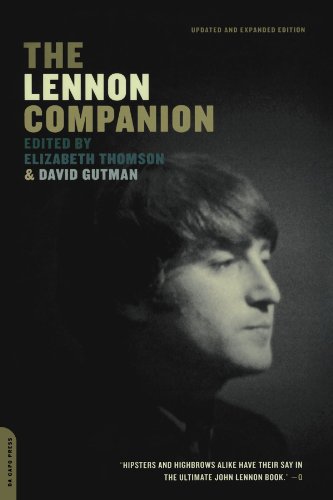 UPDATED AND EXPANDED EDITION
THE
LENNON
COMPANION
EDITED BY
ELIZABETH THOMSON
& DAVID GUTMAN
DA CAPO PRESS
"HIPSTERS AND HIGHBROWS ALIKE HAVE THEIR SAY IN
THE ULTIMATE JOHN LENNON BOOK." —Q